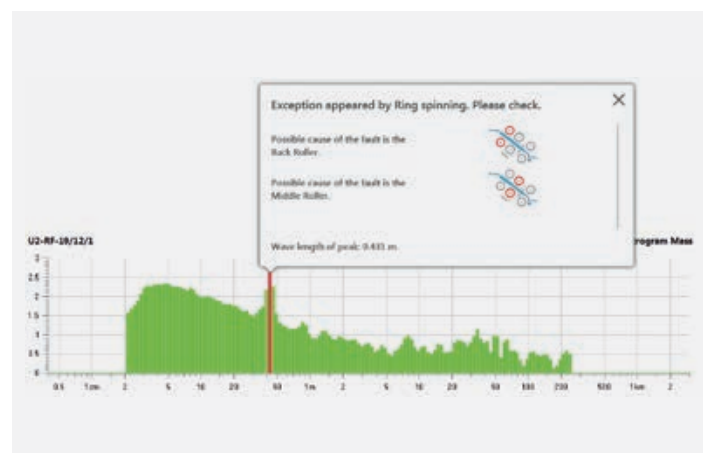 Exception appeared by Ring spinning. Please check.
Possible cause of the fault is the
Back Roller.
Possible cause of the fault is the
Middle Roller.
Wave length of peak: 0.431 m
U2-RF-10/12/1
rogram Mass
3
2.5
2
1.5
1
0
0.5 1cm 2 5 10 20 50 1m 2 5 10 20 50 100 200 500 1km 2